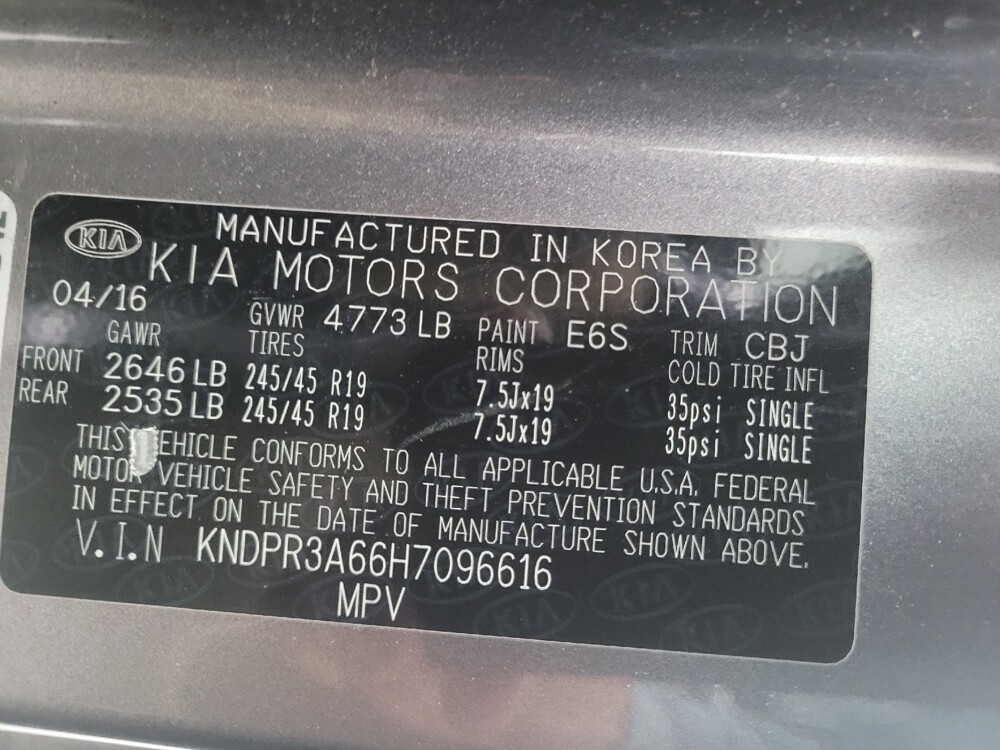 KIA
MANUFACTURED IN KOREA BY
KIA MOTORS CORPORATION
04/16
GAWR GVWR 4773 LB PAINT E6S TRIM CBJ
TIRES RIMS COLD TIRE INFL
FRONT 2646 LB 245/45 R19 7.5Jx19 35psi SINGLE
REAR 2535 LB 245/45 R19 7.5Jx19 35psi SINGLE
THIS EHICLE CONFORMS TO ALL APPLICABLE U.S.A. FEDERAL
MOTOR VEHICLE SAFETY AND THEFT PREVENTION STANDARDS
IN EFFECT ON THE DATE OF MANUFACTURE SHOWN ABOVE.
V.I.N KNDPR3A66H7096616
MPV